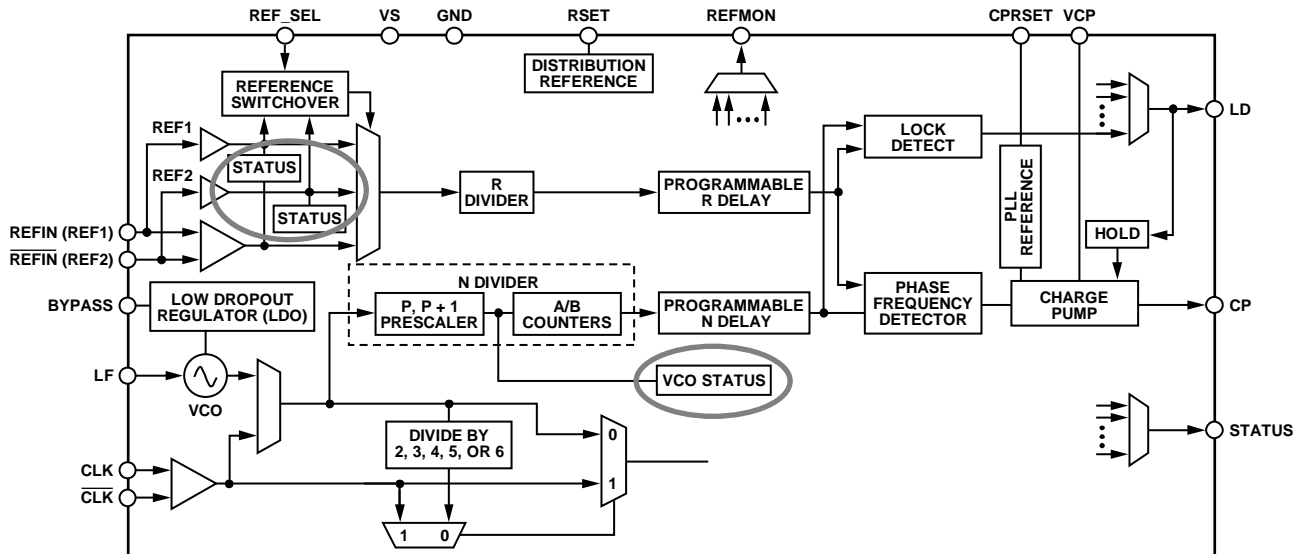 REF_SEL
VS
GND
RSET
REFMON
CPRSET
VCP
DISTRIBUTION
REFERENCE
REFERENCE
SWITCHOVER
REF1
STATUS
REF2
STATUS
R
DIVIDER
PROGRAMMABLE
R DELAY
LOCK
DETECT
LD
PLL
REFERENCE
HOLD
REFIN (REF1)
REFIN (REF2)
BYPASS
LOW DROPOUT
REGULATOR (LDO)
N DIVIDER
P, P + 1
PRESCALER
A/B
COUNTERS
PROGRAMMABLE
N DELAY
PHASE
FREQUENCY
DETECTOR
CHARGE
PUMP
CP
LF
VCO
VCO STATUS
STATUS
DIVIDE BY
2, 3, 4, 5, OR 6
0
1
CLK
CLK
1 0